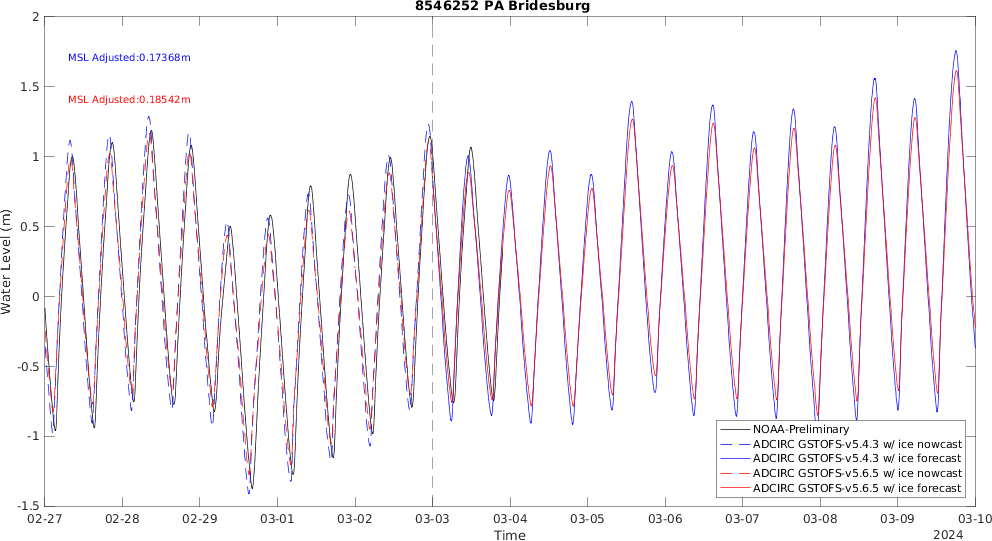 8546252 PA Bridesburg
MSL Adjusted:0.17368m
MSL Adjusted:0.18542m
Water Level (m)
2
1.5
1
0.5
0
-0.5
-1
-1.5
NOAA-Preliminary
ADCIRC GSTOFS-v5.4.3 w/ ice nowcast
ADCIRC GSTOFS-v5.4.3 w/ ice forecast
ADCIRC GSTOFS-v5.6.5 w/ ice nowcast
ADCIRC GSTOFS-v5.6.5 w/ ice forecast
02-27 02-28 02-29 03-01 03-02 03-03 03-04 03-05 03-06 03-07 03-08 03-09 03-10
Time
2024